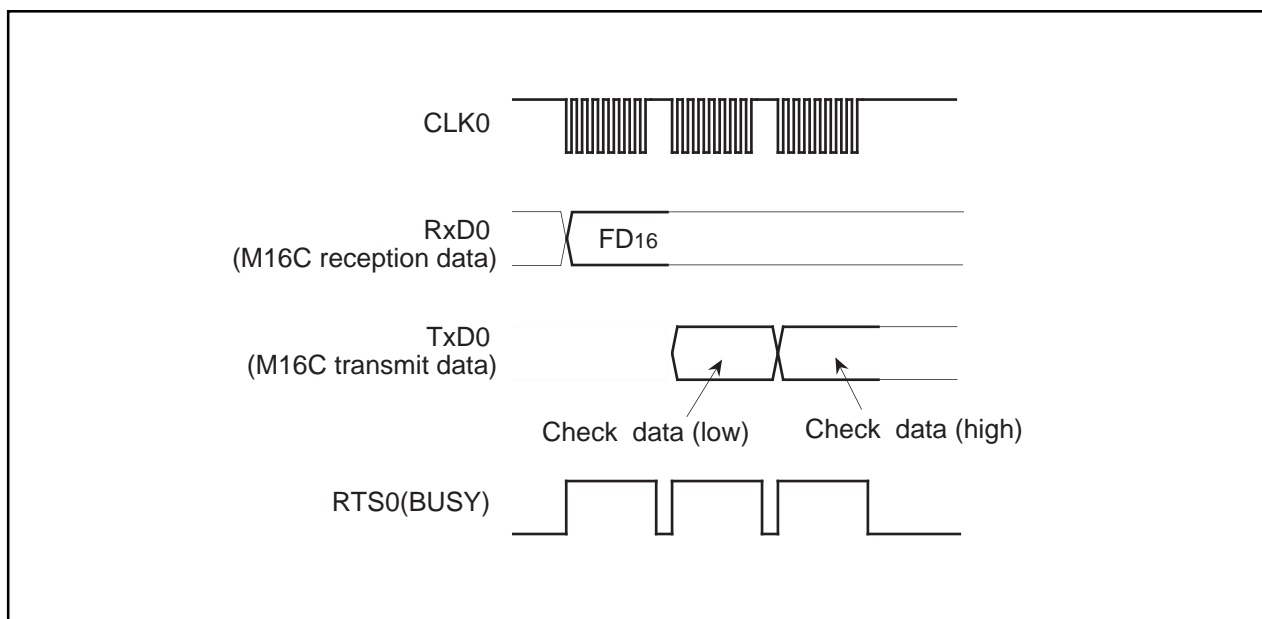 CLK0
RxD0
(M16C reception data)
FD16
TxD0
(M16C transmit data)
Check data (low)
Check data (high)
RTS0(BUSY)